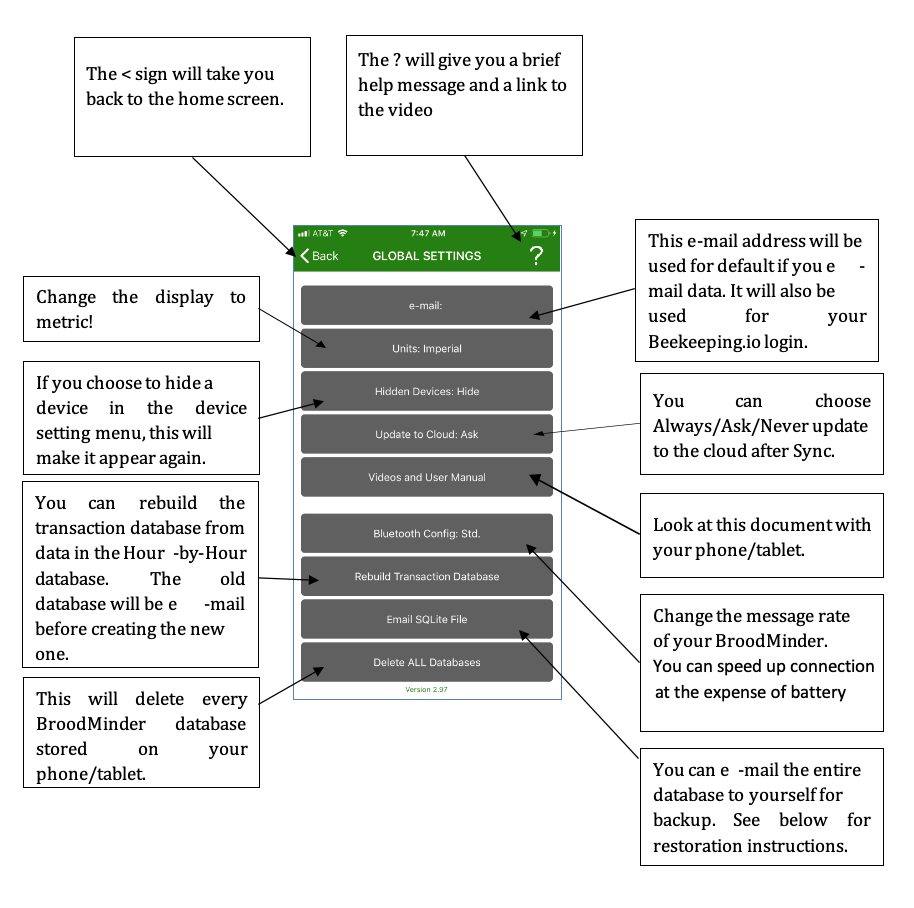 The < sign will take you
back to the home screen.
The ? will give you a brief
help message and a link to
the video
AT&T 7:47 AM
Back GLOBAL SETTINGS ?
e-mail:
Units: Imperial
Hidden Devices: Hide
Update to Cloud: Ask
Videos and User Manual
Bluetooth Config: Std.
Rebuild Transaction Database
Email SQLite File
Delete ALL Databases
Version 2.97
Change the display to
metric!
If you choose to hide a
device in the device
setting menu, this will
make it appear again.
You can rebuild the
transaction database from
data in the Hour -by-Hour
database. The old
database will be e -mail
before creating the new
one.
This will delete every
BroodMinder database
stored on your
phone/tablet.
This e-mail address will be
used for default if you e -
mail data. It will also be
used for your
Beekeeping.io login.
You can choose
Always/Ask/Never update
to the cloud after Sync.
Look at this document with
your phone/tablet.
Change the message rate
of your BroodMinder.
You can speed up connection
at the expense of battery
You can e -mail the entire
database to yourself for
backup. See below for
restoration instructions.